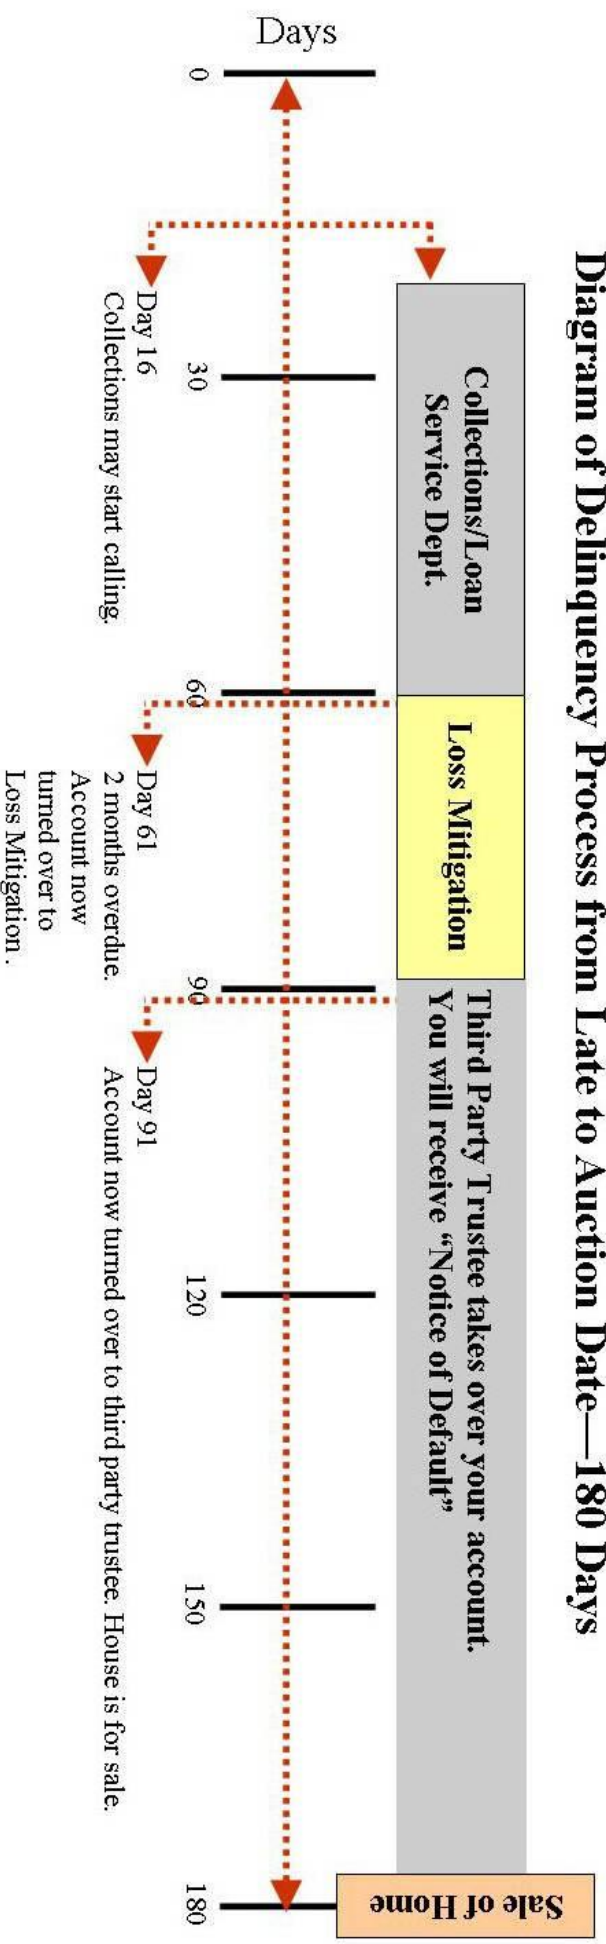 Diagram of Delinquency Process from Late to Auction Date—180 Days
Collections/Loan
Service Dept.
Loss Mitigation
Third Party Trustee takes over your account.
You will receive “Notice of Default”
Sale of Home
Days
0
30
60
90
120
150
180
Day 16
Collections may start calling.
Day 61
2 months overdue.
Account now
turned over to
Loss Mitigation .
Day 91
Account now turned over to third party trustee. House is for sale.